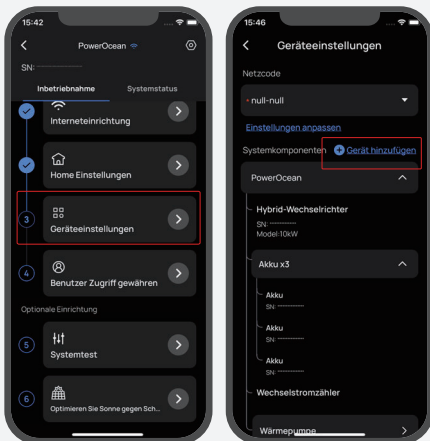 15:42
PowerOcean
SN:
Inbetriebnahme
Systemstatus
Interneteinrichtung
Home Einstellungen
3
Geräteeinstellungen
4
Benutzer Zugriff gewähren
Optionale Einrichtung
5
Systemtest
6
Optimieren Sie Sonne gegen Sch...
15:46
Geräteeinstellungen
Netzcode
* null-null
Einstellungen anpassen
Systemkomponenten
Gerät hinzufügen
PowerOcean
Hybrid-Wechselrichter
SN:
Model:10kW
Akku x3
Akku
SN:
Akku
SN:
Akku
SN:
Wechselstromzähler
Wärmepumpe